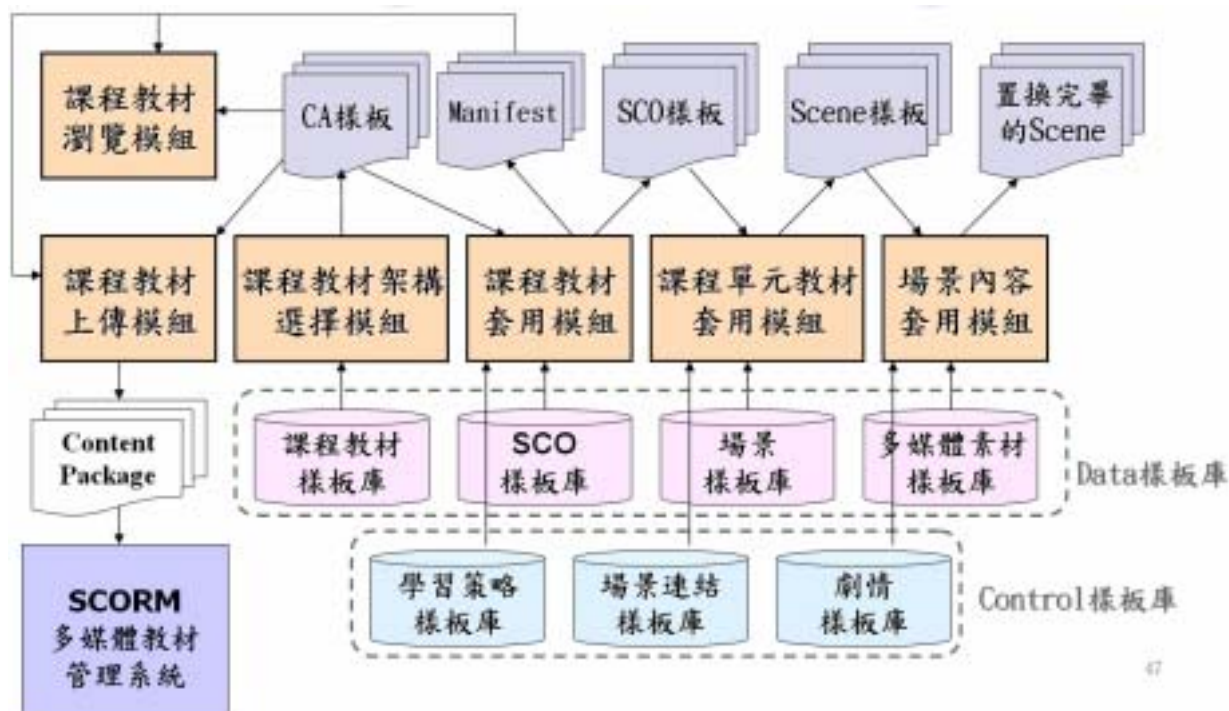 課程教材
瀏覽模組
CA樣板
Manifest
SCO樣板
Scene樣板
置換完畢
的Scene
課程教材
上傳模組
課程教材架構
選擇模組
課程教材
套用模組
課程單元教材
套用模組
場景內容
套用模組
Content
Package
課程教材
樣板庫
SCO
樣板庫
場景
樣板庫
多媒體素材
樣板庫
Data樣板庫
SCORM
多媒體教材
管理系統
學習策略
樣板庫
場景連結
樣板庫
劇情
樣板庫
Control樣板庫
47